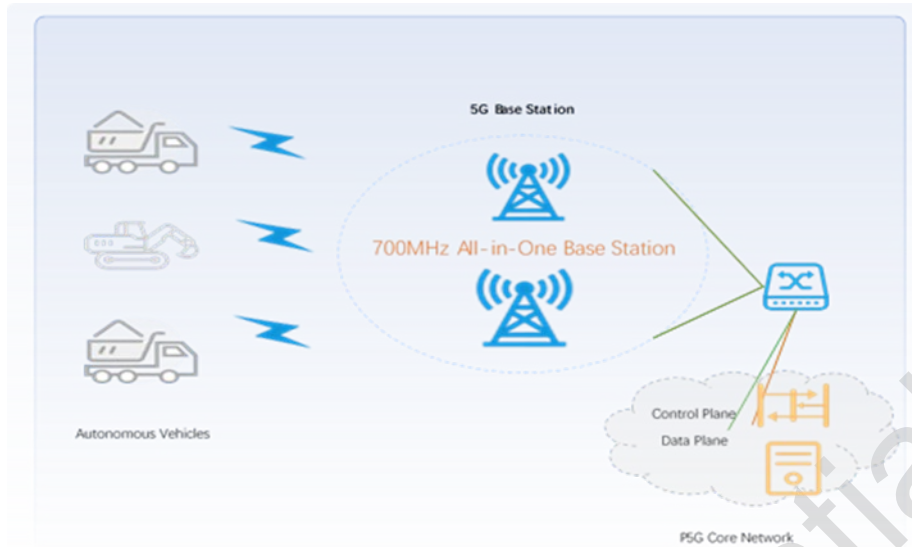 5G Base Station
700MHz All-in-One Base Station
Autonomous Vehicles
Control Plane
Data Plane
P5G Core Network